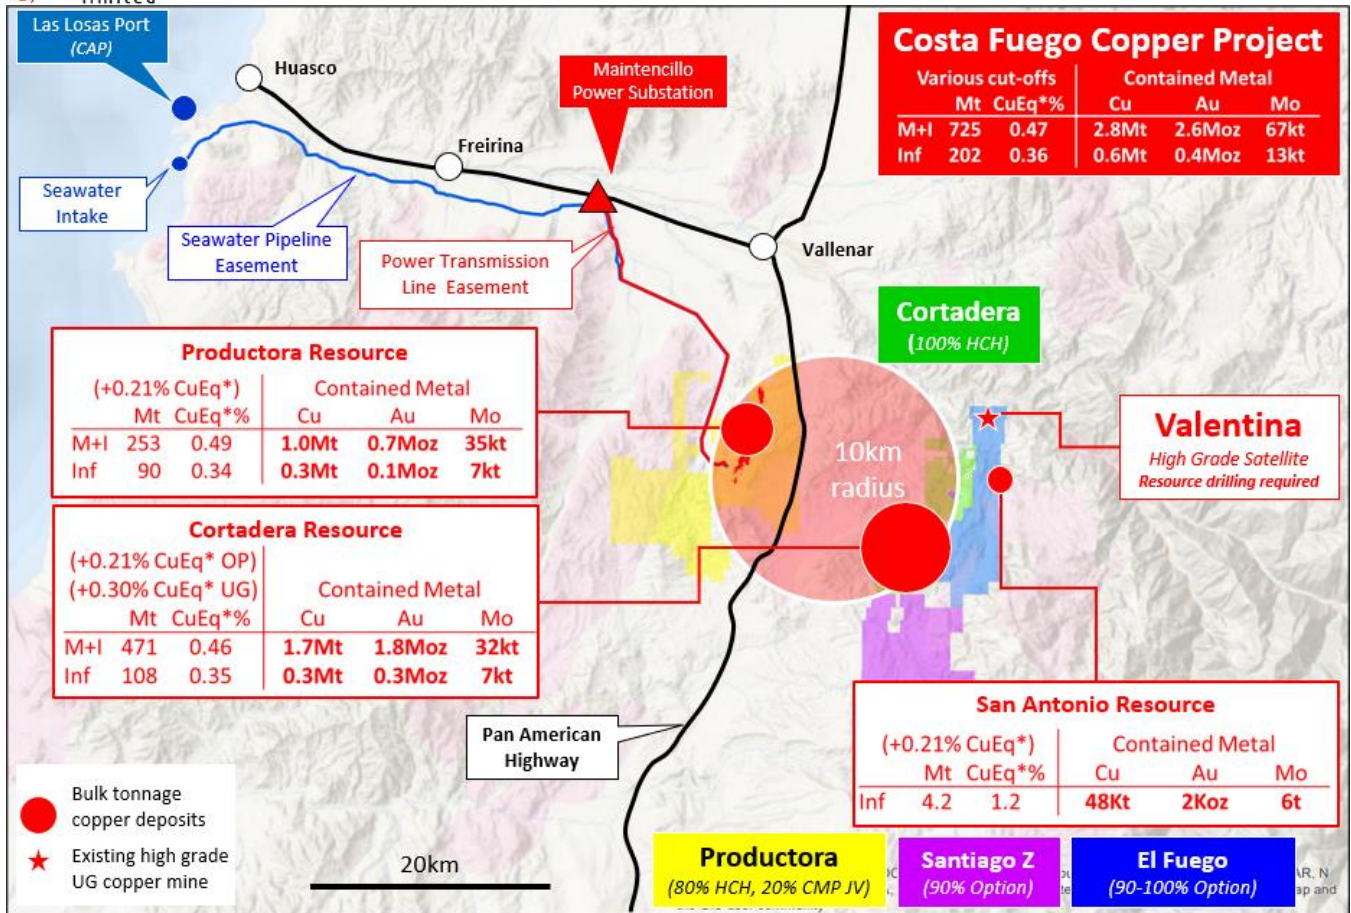 limited
Las Losas Port
(CAP)
Huasco
Maintencillo
Power Substation
Costa Fuego Copper Project
Various cut-offs Contained Metal
Mt CuEq*% Cu Au Mo
M+I 725 0.47 2.8Mt 2.6Moz 67kt
Inf 202 0.36 0.6Mt 0.4Moz 13kt
Freirina
Seawater
Intake
Seawater Pipeline
Easement
Power Transmission
Line Easement
Vallenar
Cortadera
(100% HCH)
Productora Resource
(+0.21% CuEq*) Contained Metal
Mt CuEq*% Cu Au Mo
M+I 253 0.49 1.0Mt 0.7Moz 35kt
Inf 90 0.34 0.3Mt 0.1Moz 7kt
10km
radius
Valentina
High Grade Satellite
Resource drilling required
Cortadera Resource
(+0.21% CuEq* OP)
(+0.30% CuEq* UG) Contained Metal
Mt CuEq*% Cu Au Mo
M+I 471 0.46 1.7Mt 1.8Moz 32kt
Inf 108 0.35 0.3Mt 0.3Moz 7kt
Pan American
Highway
San Antonio Resource
(+0.21% CuEq*) Contained Metal
Mt CuEq*% Cu Au Mo
Inf 4.2 1.2 48Kt 2Koz 6t
Bulk tonnage
copper deposits
Existing high grade
UG copper mine
20km
Productora
(80% HCH, 20% CMP JV)
Santiago Z
(90% Option)
El Fuego
(90-100% Option)
AR, N
ap and